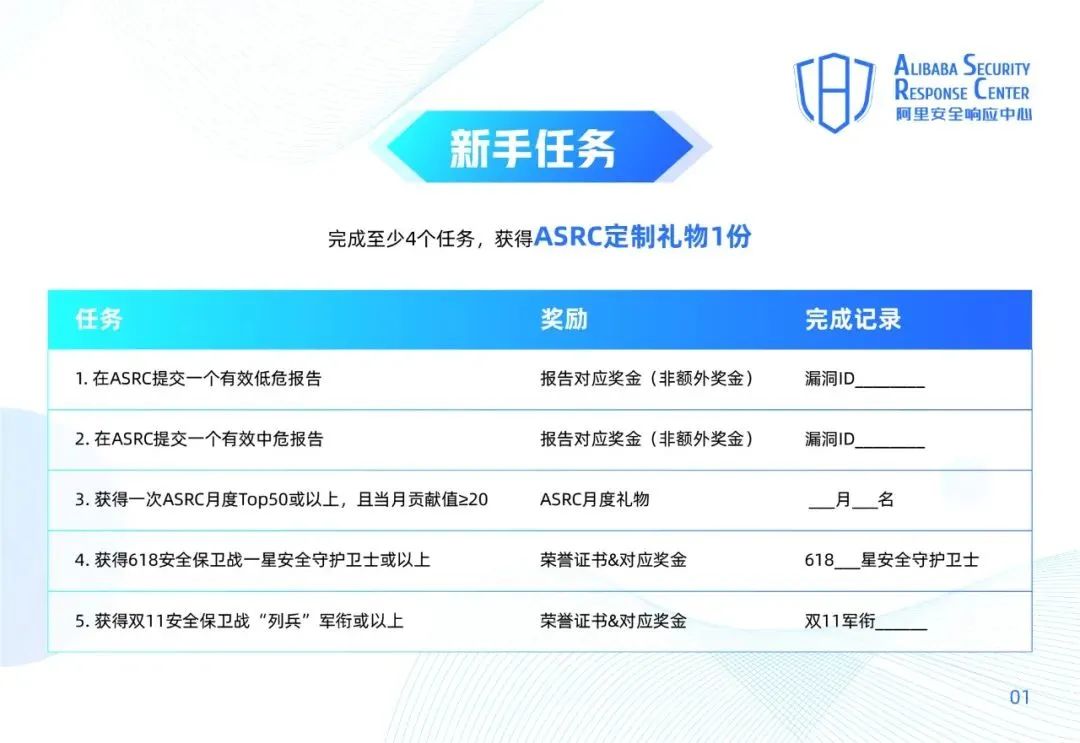 ALIBABA SECURITY
RESPONSE CENTER
阿里安全响应中心
新手任务
完成至少4个任务，获得ASRC定制礼物1份
任务 奖励 完成记录
1. 在ASRC提交一个有效低危报告 报告对应奖金（非额外奖金） 漏洞ID________
2. 在ASRC提交一个有效中危报告 报告对应奖金（非额外奖金） 漏洞ID________
3. 获得一次ASRC月度Top50或以上，且当月贡献值≥20 ASRC月度礼物 ___月___名
4. 获得618安全保卫战一星安全守护卫士或以上 荣誉证书&对应奖金 618___星安全守护卫士
5. 获得双11安全保卫战“列兵”军衔或以上 荣誉证书&对应奖金 双11军衔______
01